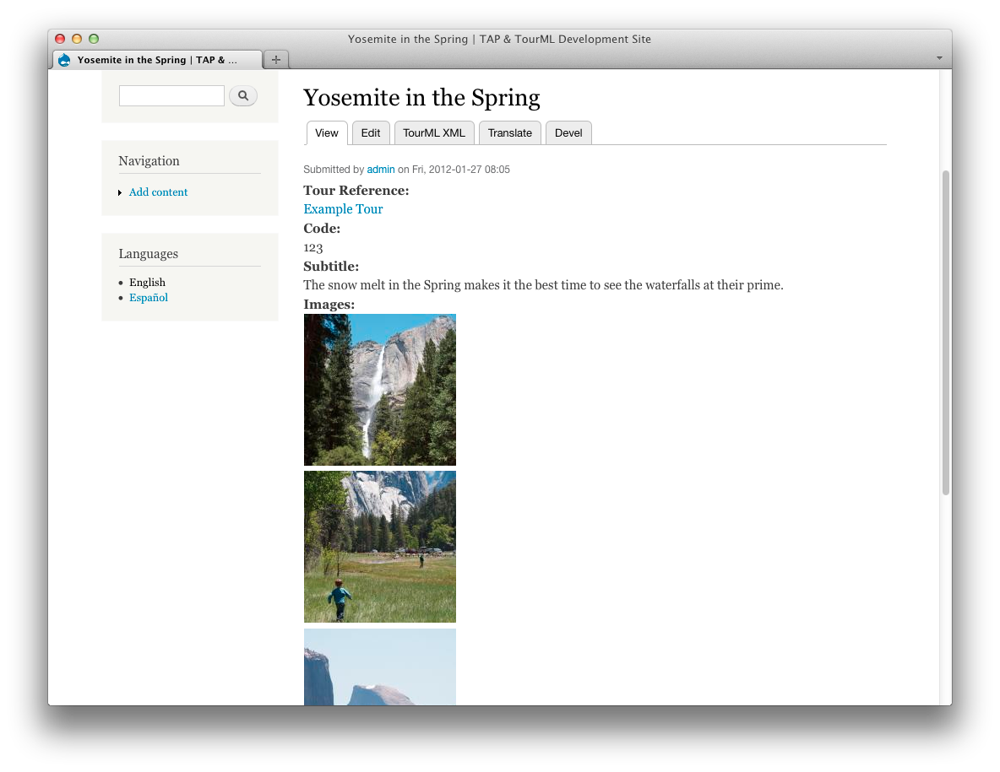 Yosemite in the Spring | TAP & TourML Development Site
Yosemite in the Spring | TAP & ...
Yosemite in the Spring
View Edit TourML XML Translate Devel
Navigation
Add content
Languages
English
Español
Submitted by admin on Fri, 2012-01-27 08:05
Tour Reference:
Example Tour
Code:
123
Subtitle:
The snow melt in the Spring makes it the best time to see the waterfalls at their prime.
Images: